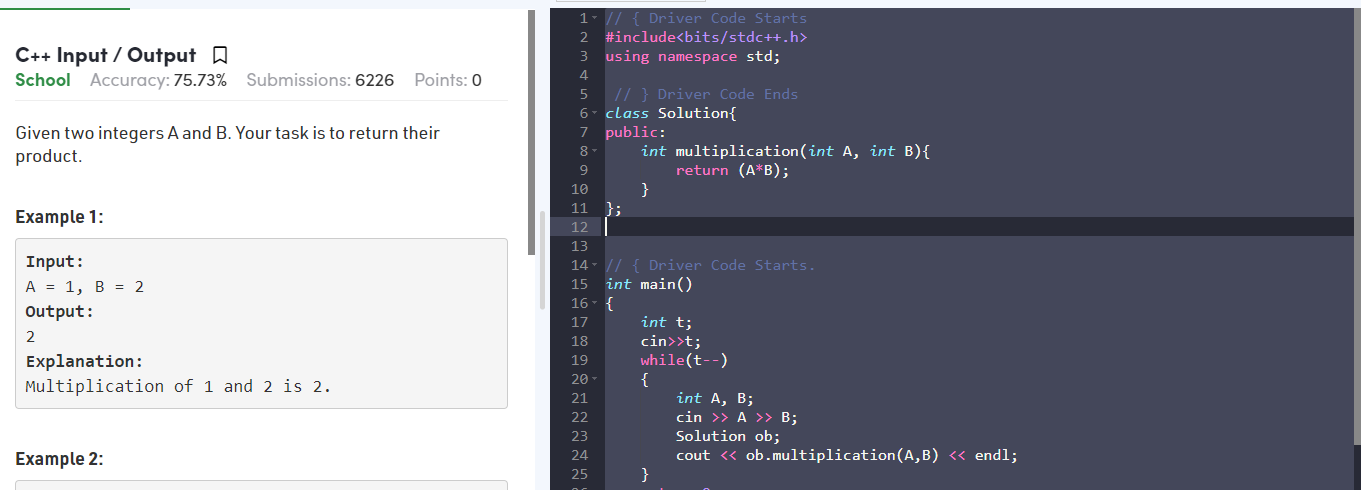 C++ Input / Output
School Accuracy: 75.73% Submissions: 6226 Points: 0
Given two integers A and B. Your task is to return their
product.
Example 1:
Input:
A = 1, B = 2
Output:
2
Explanation:
Multiplication of 1 and 2 is 2.
Example 2:
1 // { Driver Code Starts
2 #include<bits/stdc++.h>
3 using namespace std;
4
5 // } Driver Code Ends
6 class Solution{
7 public:
8 int multiplication(int A, int B){
9 return (A*B);
10 }
11 };
12
13
14 // { Driver Code Starts.
15 int main()
16 {
17 int t;
18 cin>>t;
19 while(t--)
20 {
21 int A, B;
22 cin >> A >> B;
23 Solution ob;
24 cout << ob.multiplication(A,B) << endl;
25 }